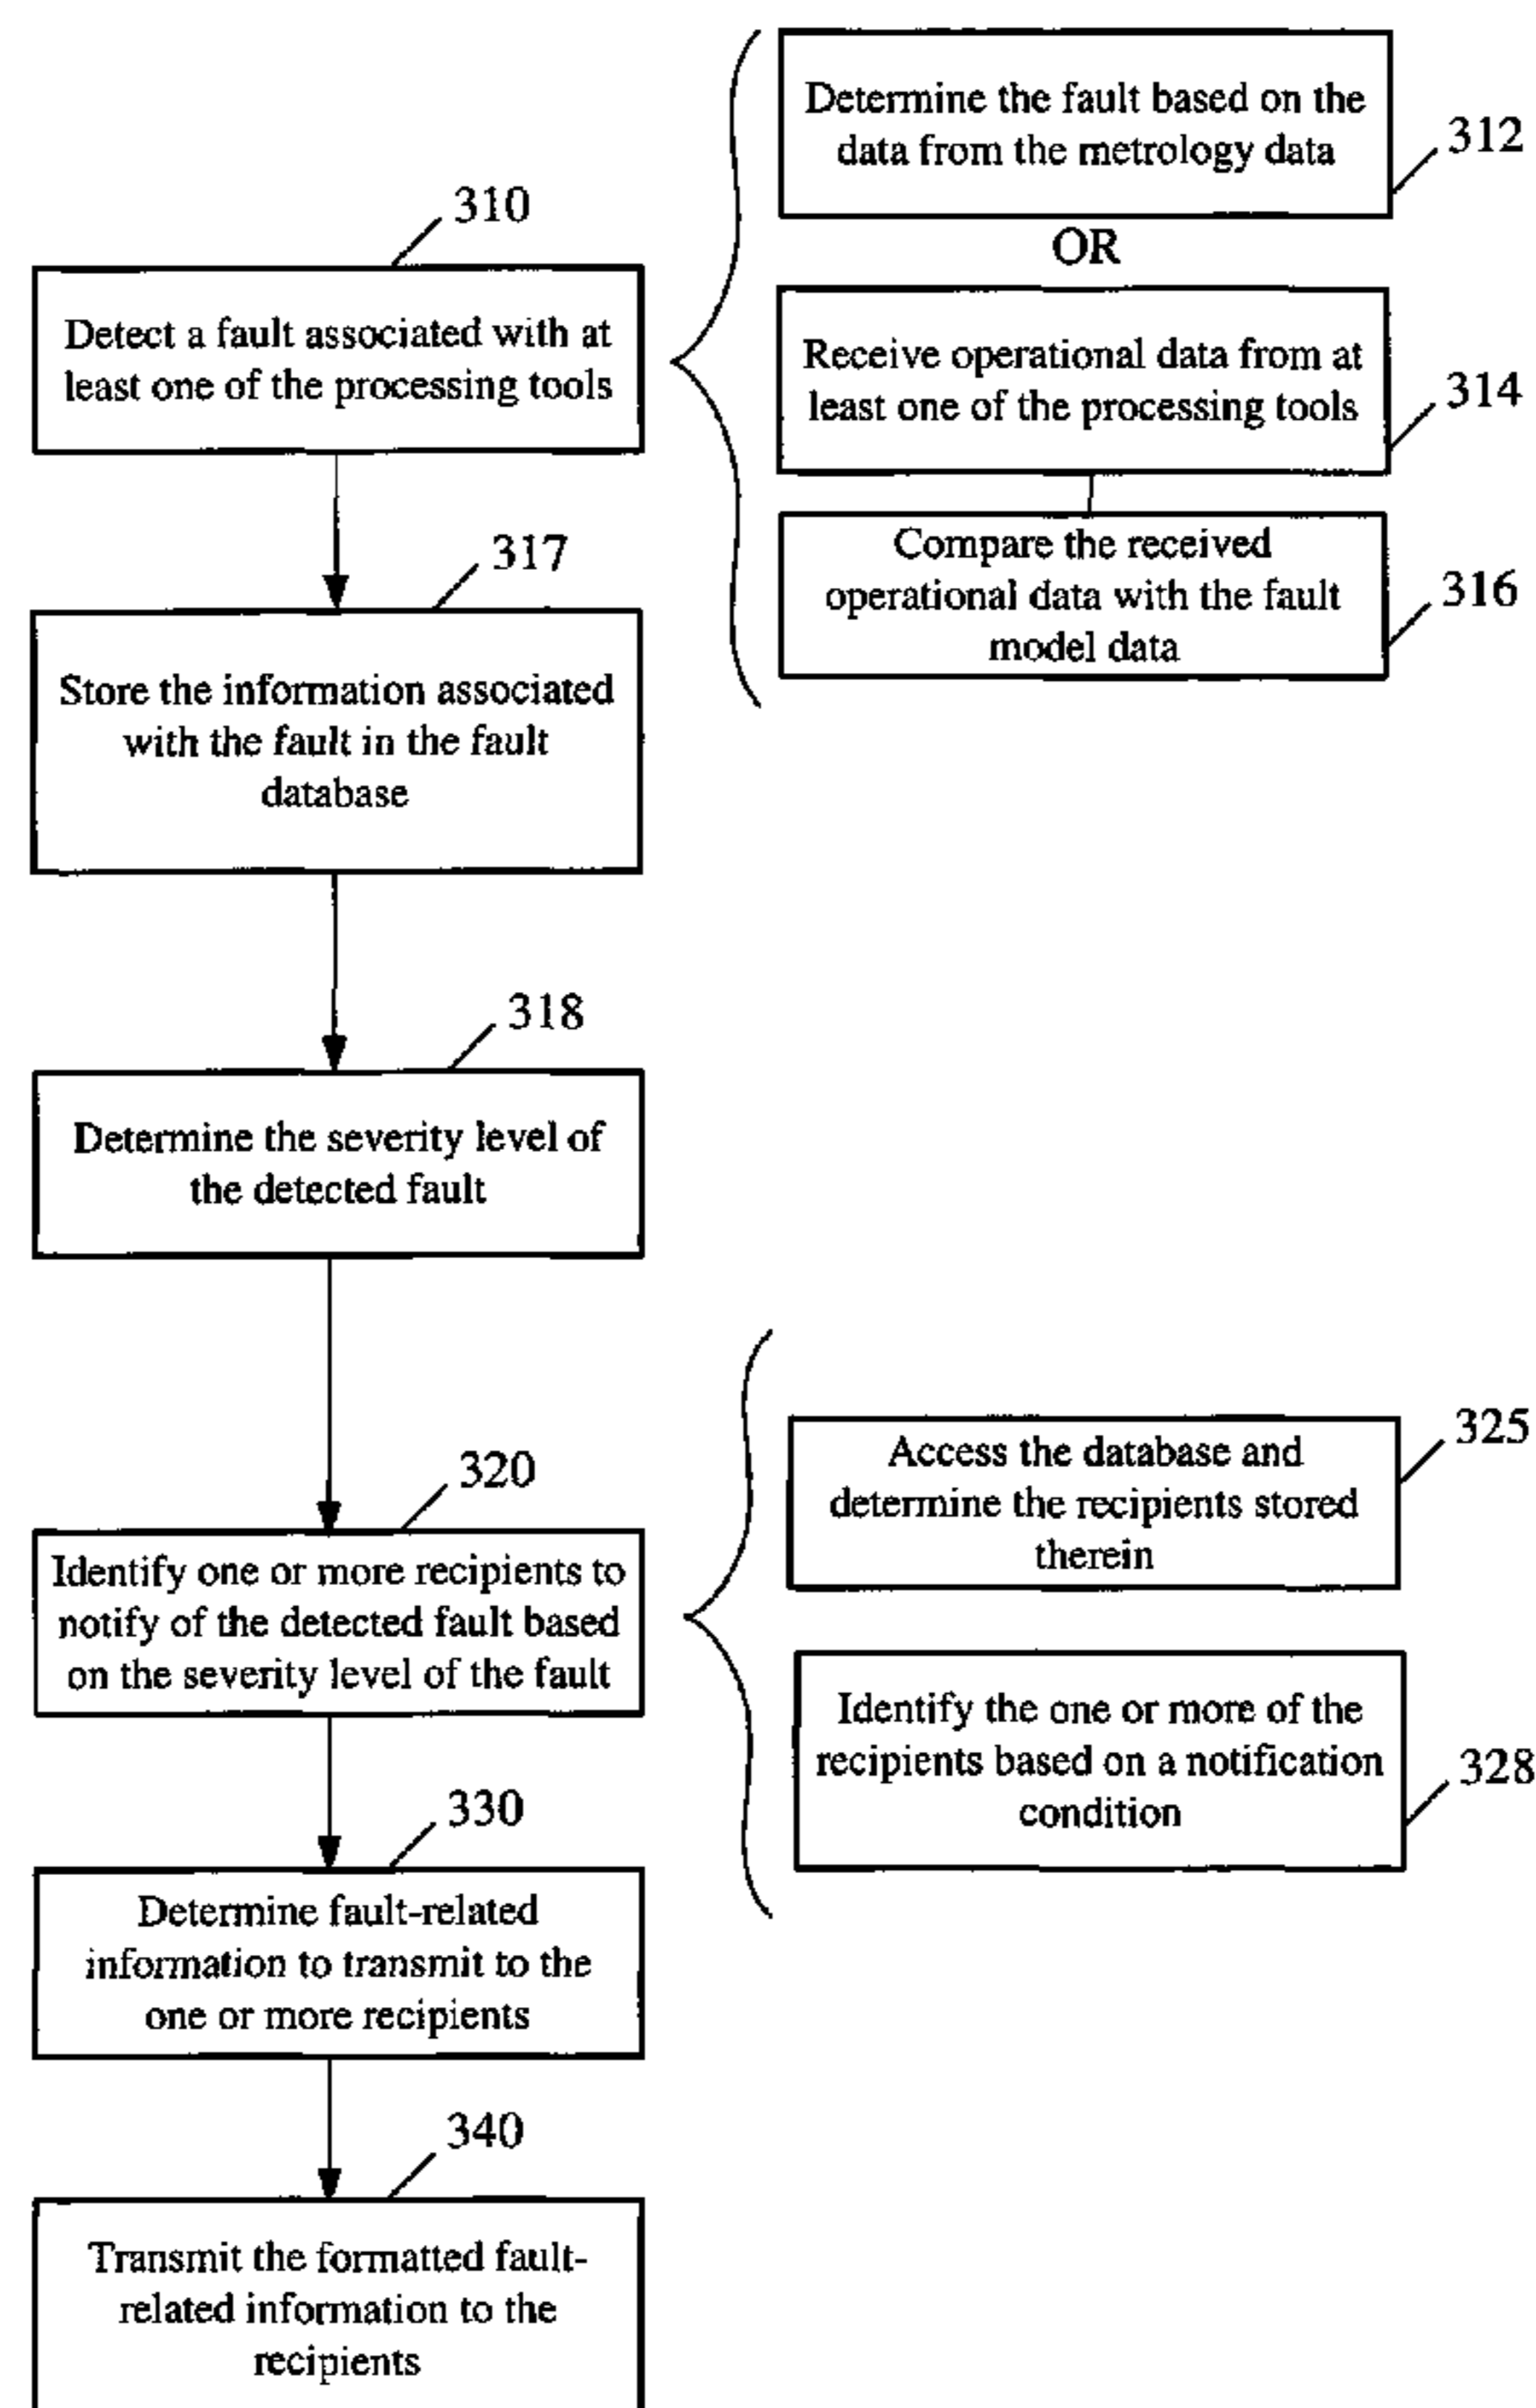 310
Detect a fault associated with at
least one of the processing tools
Determine the fault based on the
data from the metrology data
312
OR
Receive operational data from at
least one of the processing tools
314
Compare the received
operational data with the fault
model data
316
317
Store the information associated
with the fault in the fault
database
318
Determine the severity level of
the detected fault
320
Identify one or more recipients to
notify of the detected fault based
on the severity level of the fault
Access the database and
determine the recipients stored
therein
325
Identify the one or more of the
recipients based on a notification
condition
328
330
Determine fault-related
information to transmit to the
one or more recipients
340
Transmit the formatted fault-
related information to the
recipients